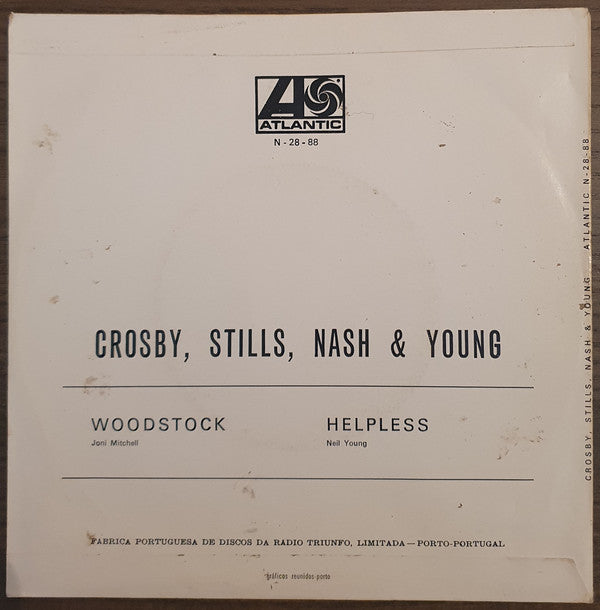 ATLANTIC
N-28-88
CROSBY, STILLS, NASH & YOUNG
WOODSTOCK
Joni Mitchell
HELPLESS
Neil Young
FABRICA PORTUGUESA DE DISCOS DA RADIO TRIUNFO, LIMITADA — PORTO-PORTUGAL
gráficos reunidos-porto
CROSBY, STILLS, NASH & YOUNG ATLANTIC N-28-88